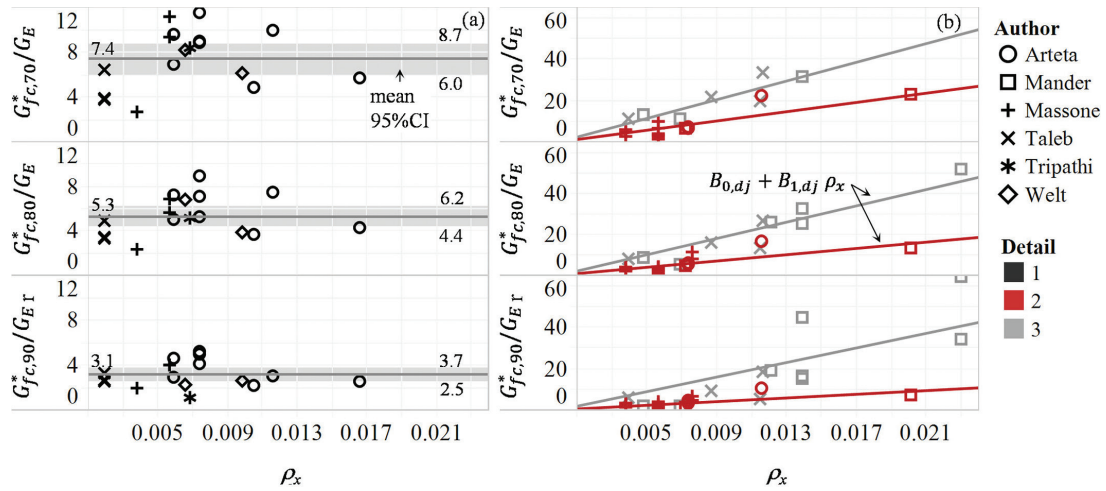 (a)
G*fc,70/GE
12
8
4
0
7.4
8.7
6.0
mean
95%CI
G*fc,80/GE
12
8
4
0
5.3
6.2
4.4
G*fc,90/GE r
12
8
4
0
3.1
3.7
2.5
0.005 0.009 0.013 0.017 0.021
ρx
(b)
G*fc,70/GE
60
40
20
0
G*fc,80/GE
60
40
20
0
B0,dj + B1,dj ρx
G*fc,90/GE r
60
40
20
0
0.005 0.009 0.013 0.017 0.021
ρx
Author
Arteta
Mander
Massone
Taleb
Tripathi
Welt
Detail
1
2
3